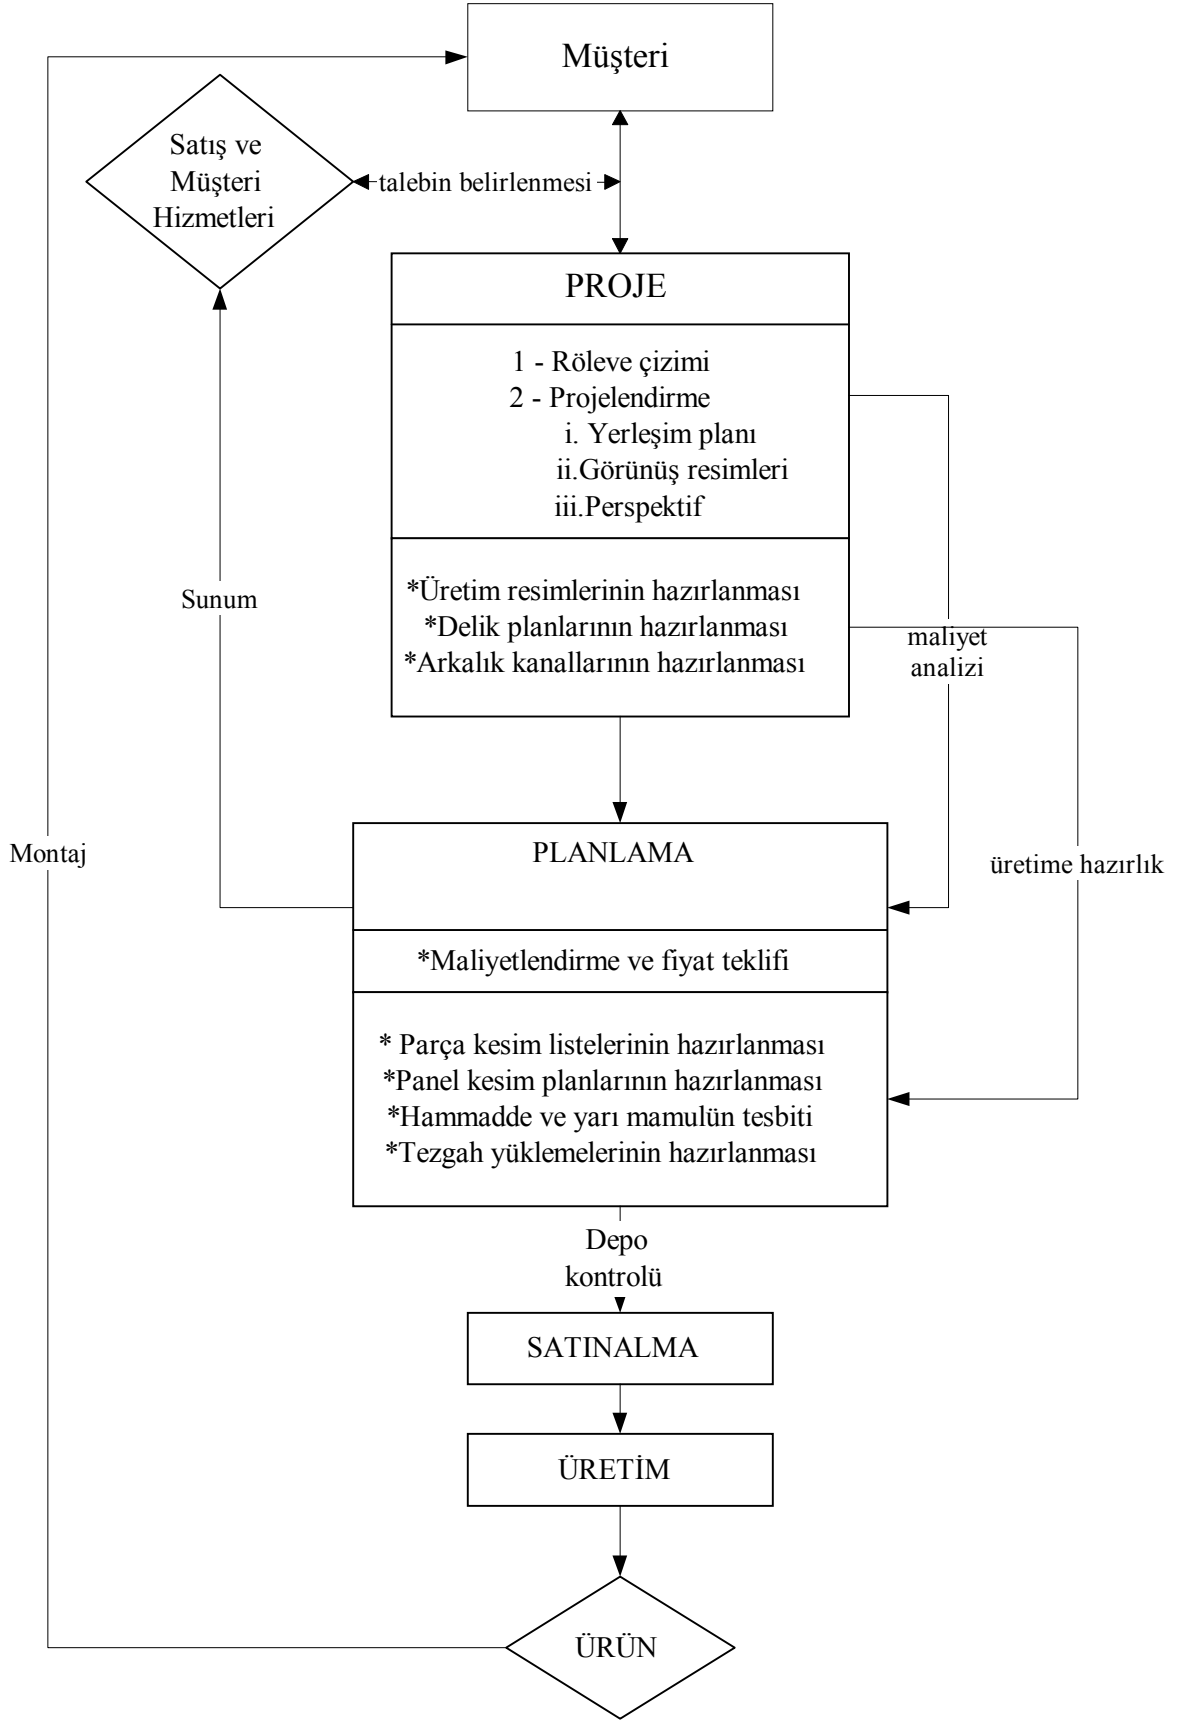 Müşteri
Satış ve
Müşteri
Hizmetleri
talebin belirlenmesi
PROJE
1 - Röleve çizimi
2 - Projelendirme
i. Yerleşim planı
ii.Görünüş resimleri
iii.Perspektif
*Üretim resimlerinin hazırlanması
*Delik planlarının hazırlanması
*Arkalık kanallarının hazırlanması
Sunum
maliyet
analizi
Montaj
PLANLAMA
üretime hazırlık
*Maliyetlendirme ve fiyat teklifi
* Parça kesim listelerinin hazırlanması
*Panel kesim planlarının hazırlanması
*Hammadde ve yarı mamulün tesbiti
*Tezgah yüklemelerinin hazırlanması
Depo
kontrolü
SATINALMA
ÜRETİM
ÜRÜN